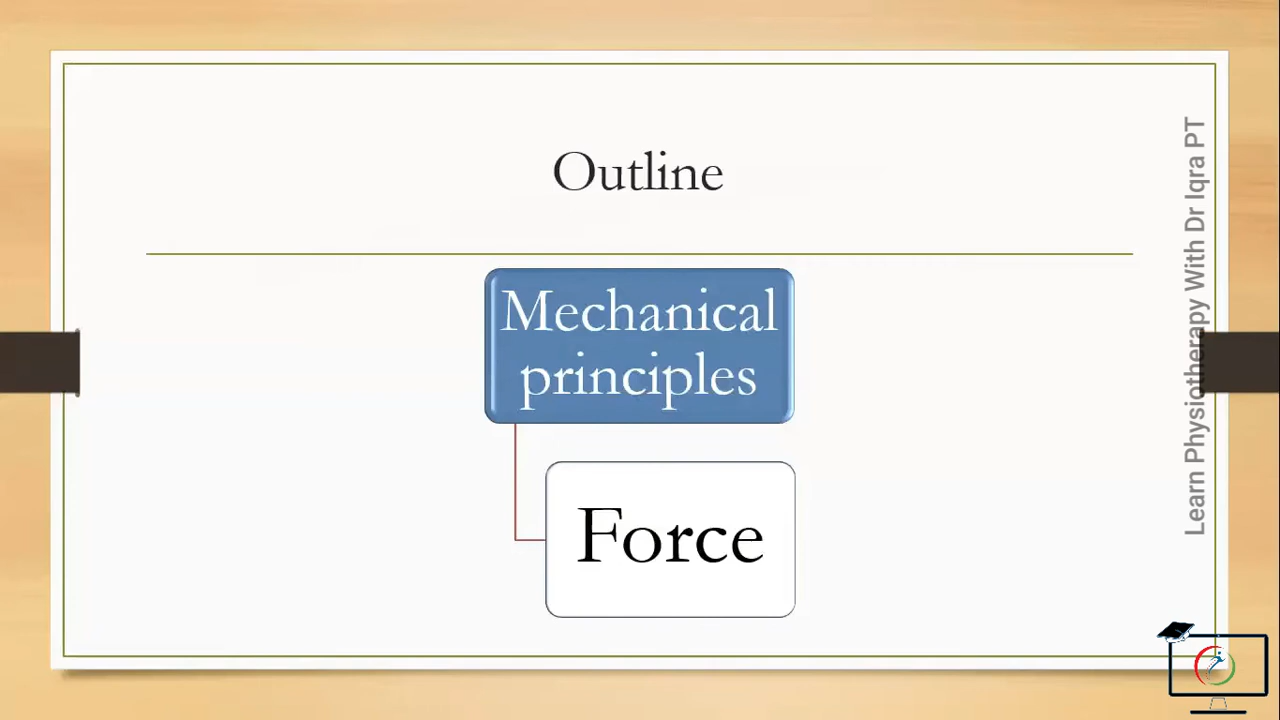 Outline
Mechanical
principles
Force
Learn Physiotherapy With Dr Iqra PT